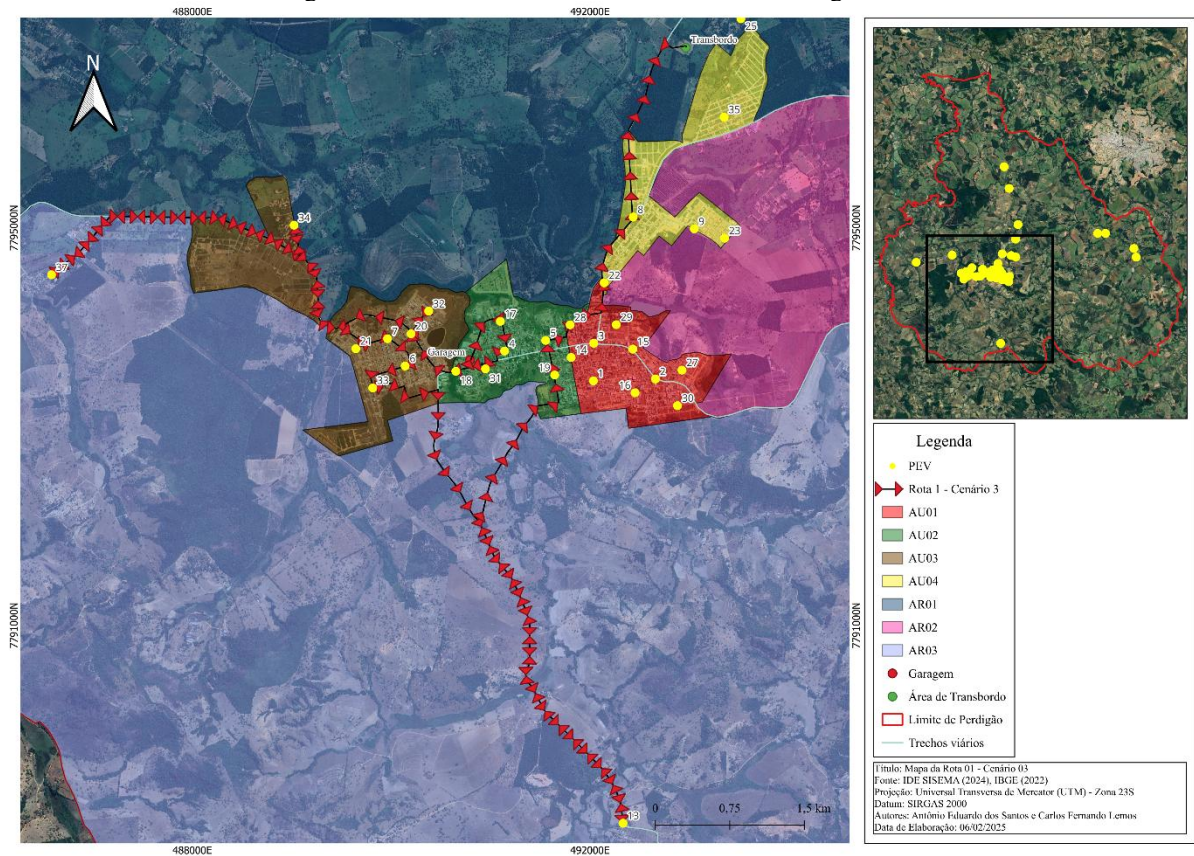 488000E
492000E
N
Transbordo
25
35
7795000N
7795000N
34
8
9
23
37
22
32
17
28
29
20
7
5
3
21
4
14
15
Garagem
6
18
31
19
27
1
2
33
16
30
7791000N
7791000N
13
0
0,75
1,5 km
488000E
492000E
Legenda
PEV
Rota 1 - Cenário 3
AU01
AU02
AU03
AU04
AR01
AR02
AR03
Garagem
Área de Transbordo
Limite de Perdigão
Trechos viários
Título: Mapa da Rota 01 - Cenário 03
Fonte: IDE SISEMA (2024), IBGE (2022)
Projeção: Universal Transversa de Mercator (UTM) - Zona 23S
Datum: SIRGAS 2000
Autores: Antônio Eduardo dos Santos e Carlos Fernando Lemos
Data de Elaboração: 06/02/2025